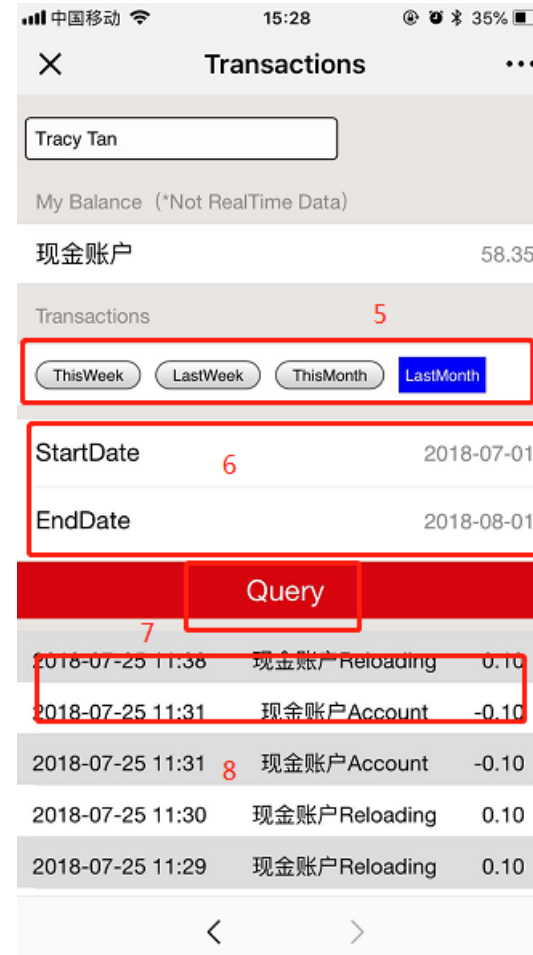 中国移动 15:28 35%
Transactions
Tracy Tan
My Balance（*Not RealTime Data）
现金账户 58.35
Transactions 5
ThisWeek LastWeek ThisMonth LastMonth
StartDate 2018-07-01
6
EndDate 2018-08-01
Query
7
2018-07-25 11:38 现金账户Reloading 0.10
2018-07-25 11:31 现金账户Account -0.10
2018-07-25 11:31 现金账户Account -0.10
8
2018-07-25 11:30 现金账户Reloading 0.10
2018-07-25 11:29 现金账户Reloading 0.10